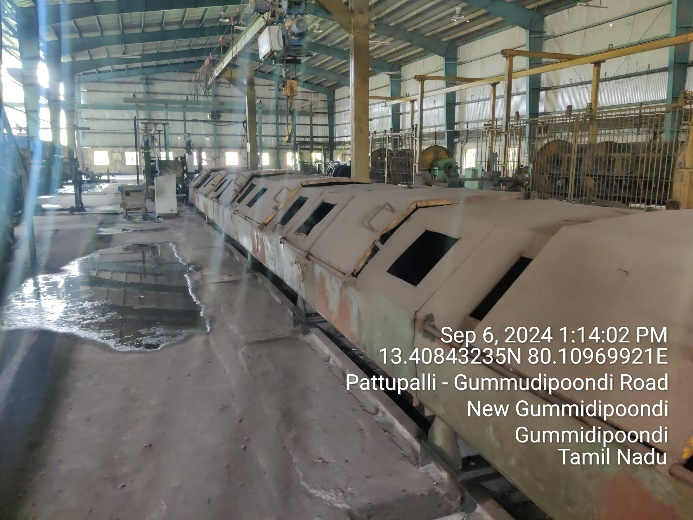 Sep 6, 2024 1:14:02 PM
13.40843235N 80.10969921E
Pattupalli - Gummudipoondi Road
New Gummidipoondi
Gummidipoondi
Tamil Nadu